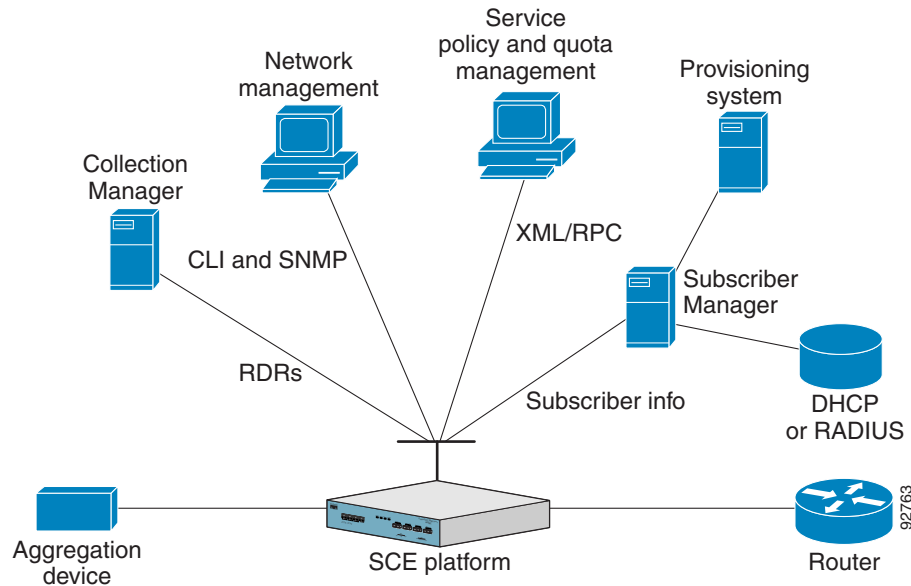 Service
policy and quota
management
Network
management
Provisioning
system
Collection
Manager
XML/RPC
CLI and SNMP
Subscriber
Manager
RDRs
Subscriber info
DHCP
or RADIUS
92763
SCE platform
Router
Aggregation
device